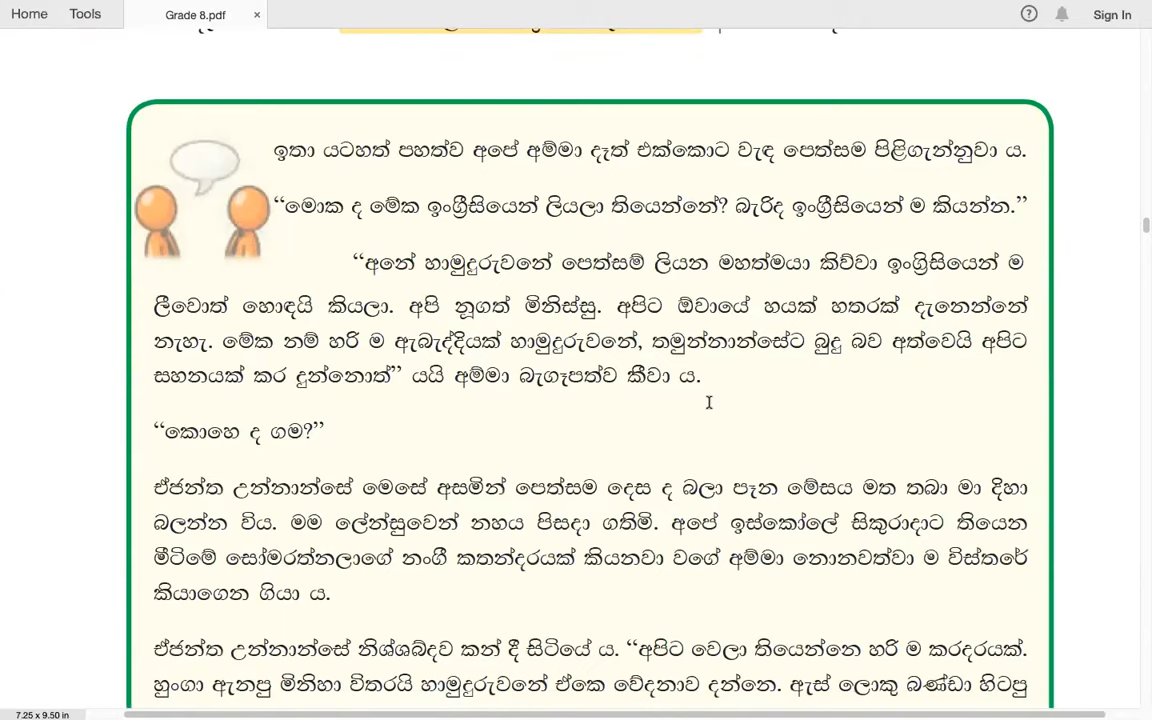 Home Tools Grade 8.pdf × Sign In
ඉතා යටහත් පහත්ව අපේ අම්මා දෑත් එක්කොට වැඳ පෙත්සම පිළිගැන්නුවා ය.
‘‘මොක ද මේක ඉංග්‍රීසියෙන් ලියලා තියෙන්නේ? බැරිද ඉංග්‍රීසියෙන් ම කියන්න.’’
‘‘අනේ හාමුදුරුවනේ පෙත්සම් ලියන මහත්මයා කිව්වා ඉංග්‍රිසියෙන් ම
ලීවොත් හොඳයි කියලා. අපි නූගත් මිනිස්සු. අපිට ඕවායේ හයක් හතරක් දැනෙන්නේ
නැහැ. මේක නම් හරි ම ඇබැද්දියක් හාමුදුරුවනේ, තමුන්නාන්සේට බුදු බව අත්වෙයි අපිට
සහනයක් කර දුන්නොත්’’ යයි අම්මා බැගෑපත්ව කීවා ය.
‘‘කොහෙ ද ගම?’’
ඒජන්ත උන්නාන්සේ මෙසේ අසමින් පෙත්සම දෙස ද බලා පෑන මේසය මත තබා මා දිහා
බලන්න විය. මම ලේන්සුවෙන් නහය පිසදා ගතිමි. අපේ ඉස්කෝලේ සිකුරාදාට තියෙන
මීටිමේ සෝමරත්නලාගේ නංගී කතන්දරයක් කියනවා වගේ අම්මා නොනවත්වා ම විස්තරේ
කියාගෙන ගියා ය.
ඒජන්ත උන්නාන්සේ නිශ්ශබ්දව කන් දී සිටියේ ය. ‘‘අපිට වෙලා තියෙන්නෙ හරි ම කරදරයක්.
හුංගා ඇනපු මිනිහා විතරයි හාමුදුරුවනේ ඒකෙ වේදනාව දන්නෙ. ඇස් ලොකු බණ්ඩා හිටපු
7.25 x 9.50 in